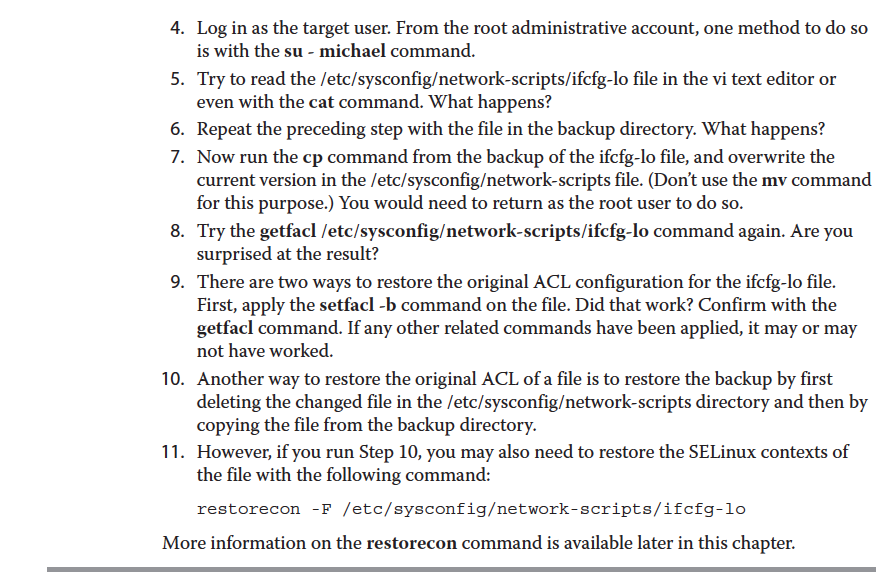 4. Log in as the target user. From the root administrative account, one method to do so
is with the su - michael command.
5. Try to read the /etc/sysconfig/network-scripts/ifcfg-lo file in the vi text editor or
even with the cat command. What happens?
6. Repeat the preceding step with the file in the backup directory. What happens?
7. Now run the cp command from the backup of the ifcfg-lo file, and overwrite the
current version in the /etc/sysconfig/network-scripts file. (Don’t use the mv command
for this purpose.) You would need to return as the root user to do so.
8. Try the getfacl /etc/sysconfig/network-scripts/ifcfg-lo command again. Are you
surprised at the result?
9. There are two ways to restore the original ACL configuration for the ifcfg-lo file.
First, apply the setfacl -b command on the file. Did that work? Confirm with the
getfacl command. If any other related commands have been applied, it may or may
not have worked.
10. Another way to restore the original ACL of a file is to restore the backup by first
deleting the changed file in the /etc/sysconfig/network-scripts directory and then by
copying the file from the backup directory.
11. However, if you run Step 10, you may also need to restore the SELinux contexts of
the file with the following command:
restorecon -F /etc/sysconfig/network-scripts/ifcfg-lo
More information on the restorecon command is available later in this chapter.